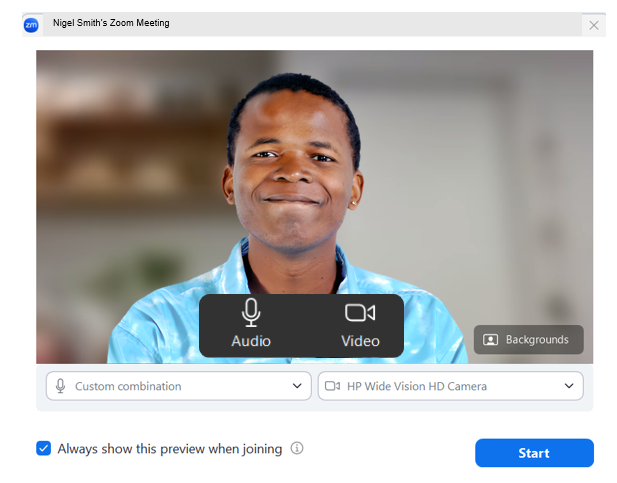 zm
Nigel Smith's Zoom Meeting
Audio
Video
Backgrounds
Custom combination
HP Wide Vision HD Camera
Always show this preview when joining
Start